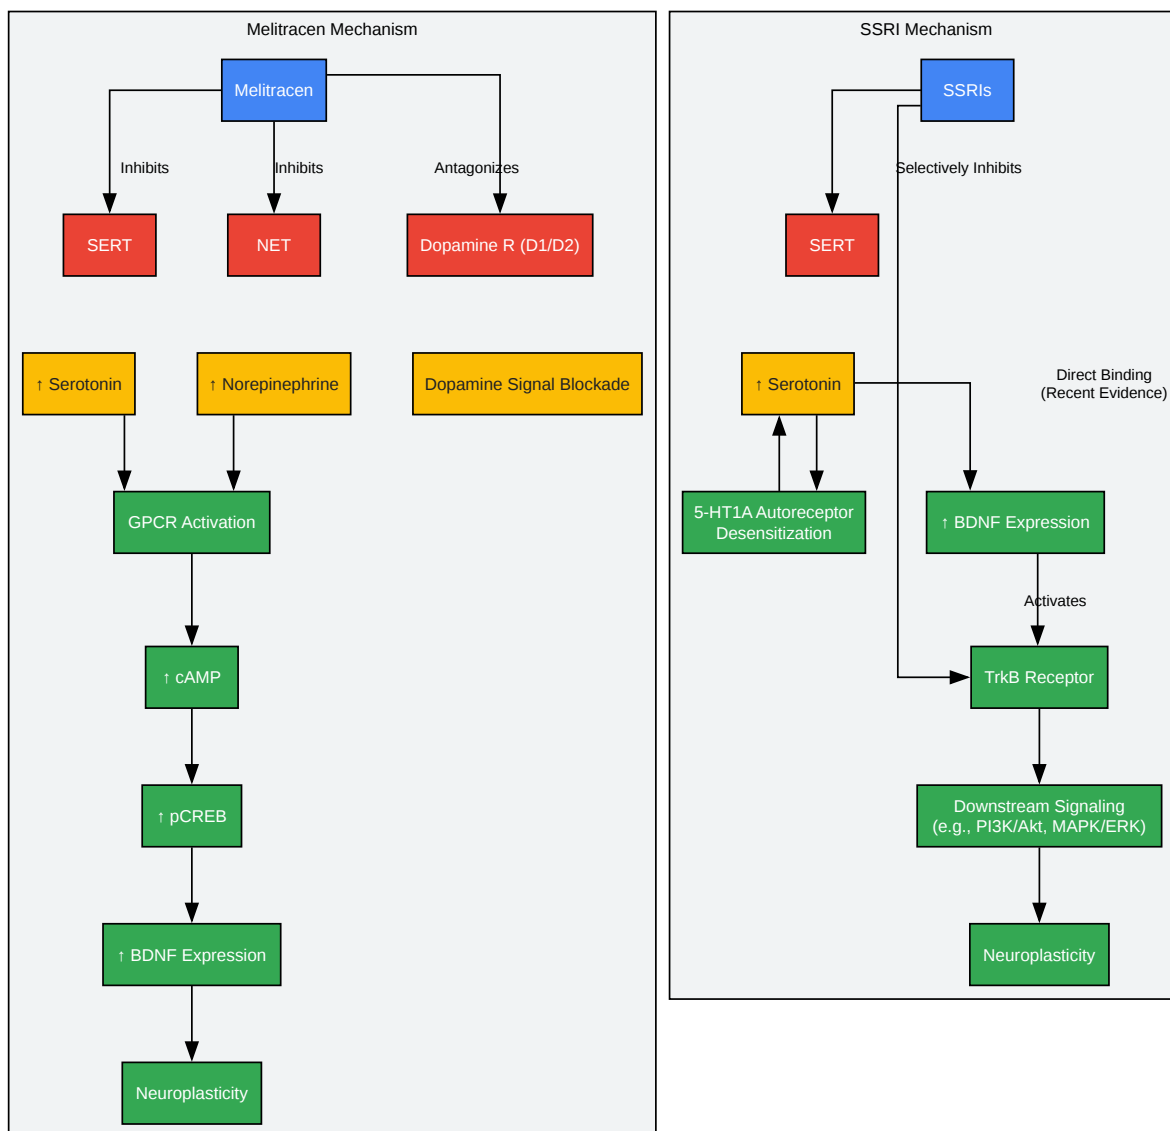 Melitracen Mechanism
Melitracen
Inhibits
Inhibits
Antagonizes
SERT
NET
Dopamine R (D1/D2)
↑ Serotonin
↑ Norepinephrine
Dopamine Signal Blockade
GPCR Activation
↑ cAMP
↑ pCREB
↑ BDNF Expression
Neuroplasticity
SSRI Mechanism
SSRIs
Selectively Inhibits
SERT
↑ Serotonin
Direct Binding
(Recent Evidence)
5-HT1A Autoreceptor
Desensitization
↑ BDNF Expression
Activates
TrkB Receptor
Downstream Signaling
(e.g., PI3K/Akt, MAPK/ERK)
Neuroplasticity